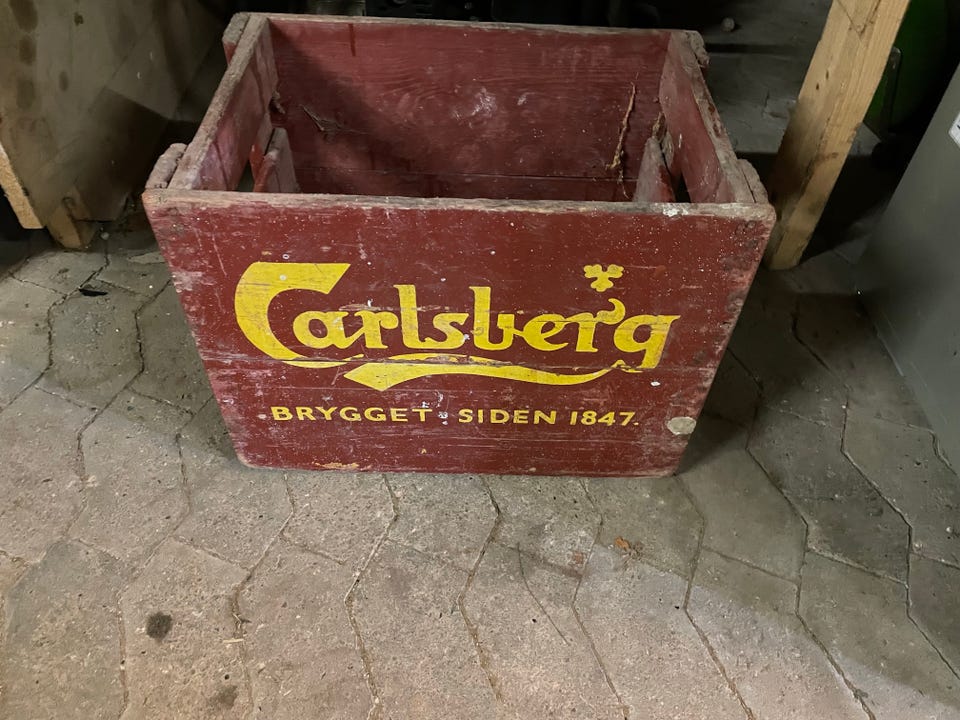 Carlsberg
BRYGGET SIDEN 1847.